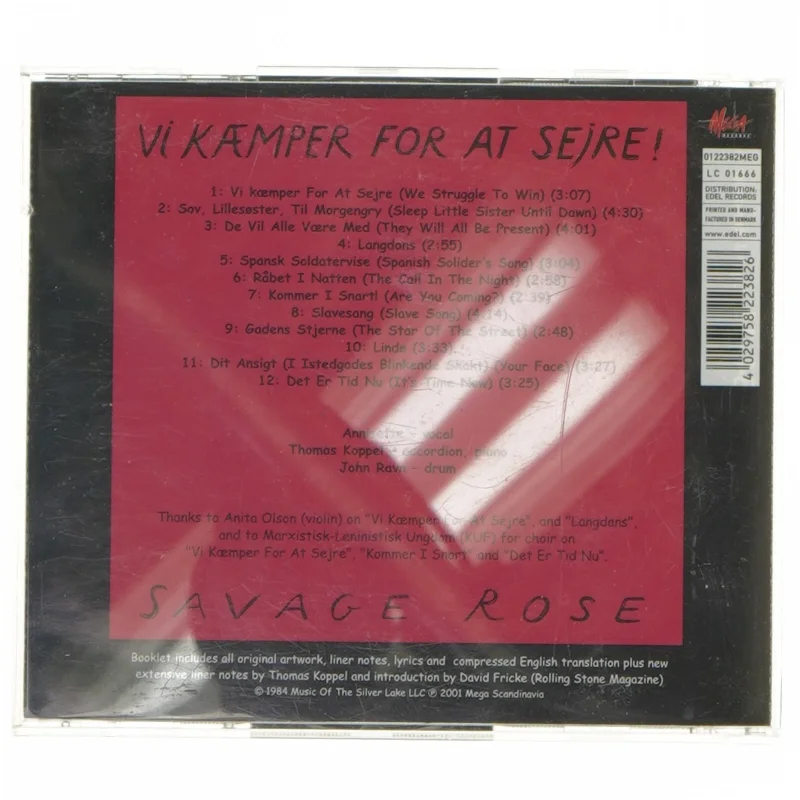 Vi KÆMPER FOR AT SEJRE!
1: Vi kæmper For At Sejre (We Struggle To Win) (3:07)
2: Sov, Lillesøster, Til Morgengry (Sleep Little Sister Until Dawn) (4:30)
3: De Vil Alle Være Med (They Will All Be Present) (4:01)
4: Langdans (2:55)
5: Spansk Soldatervise (Spanish Solider's Song) (3:04)
6: Råbet I Natten (The Call In The Night) (2:58)
7: Kommer I Snart! (Are You Coming?) (2:39)
8: Slavesang (Slave Song) (4:14)
9: Gadens Stjerne (The Star Of The Street) (2:48)
10: Linde (3:33)
11: Dit Ansigt (I Istedgades Blinkende Skakt) (Your Face) (3:27)
12: Det Er Tid Nu (It's Time Now) (3:25)
Annisette - vocal
Thomas Koppel - accordion, piano
John Ravn - drum
Thanks to Anita Olson (violin) on "Vi Kæmper For At Sejre", and "Langdans",
and to Marxistisk-Leninistisk Ungdom (KUF) for choir on
"Vi Kæmper For At Sejre", "Kommer I Snart" and "Det Er Tid Nu".
SAVAGE ROSE
Booklet includes all original artwork, liner notes, lyrics and compressed English translation plus new
extensive liner notes by Thomas Koppel and introduction by David Fricke (Rolling Stone Magazine)
© 1984 Music Of The Silver Lake LLC ℗ 2001 Mega Scandinavia
MEGA
RECORDS
0122382MEG
LC 01666
DISTRIBUTION:
EDEL RECORDS
PRINTED AND MANU-
FACTURED IN DENMARK
www.edel.com
4 029758 223826